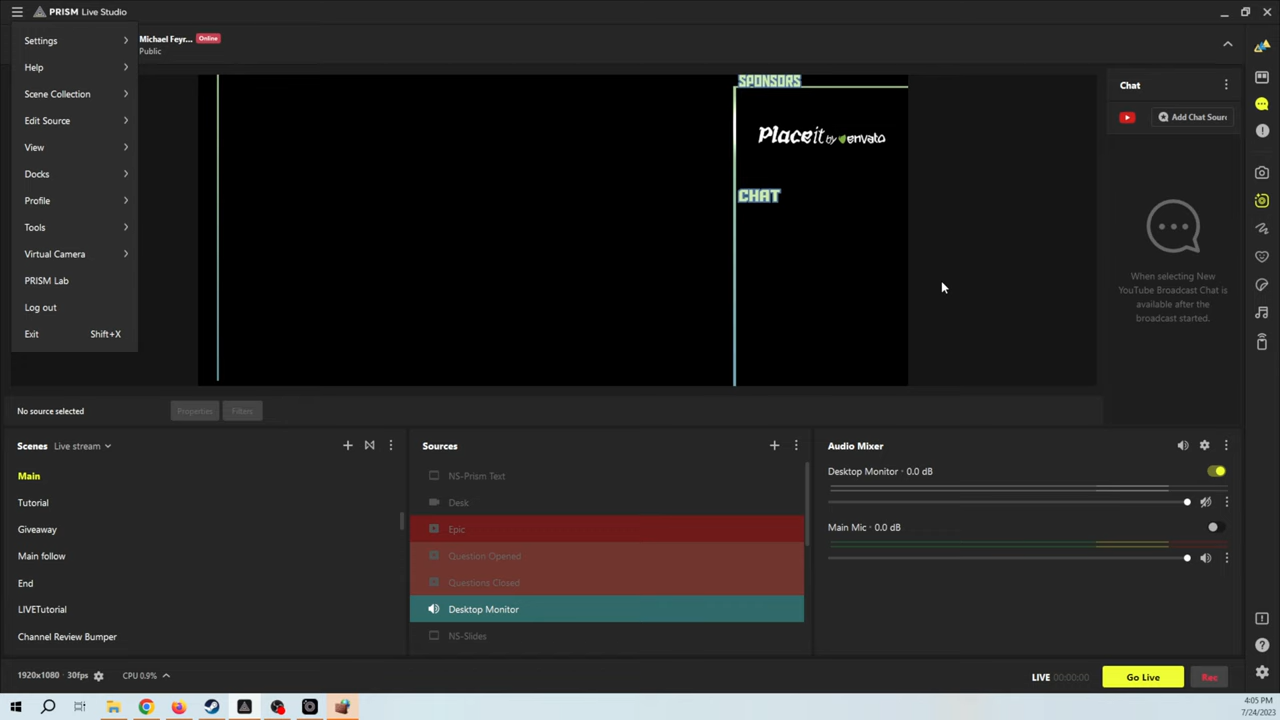 PRISM Live Studio
Settings
Help
Scene Collection
Edit Source
View
Docks
Profile
Tools
Virtual Camera
PRISM Lab
Log out
Exit Shift+X
Michael Feyr... Online
Public
SPONSORS
Placeit by envato
CHAT
Chat
Add Chat Sour
When selecting New
YouTube Broadcast Chat is
available after the
broadcast started.
No source selected Properties Filters
Scenes Live stream
Main
Tutorial
Giveaway
Main follow
End
LIVETutorial
Channel Review Bumper
Sources
NS-Prism Text
Desk
Epic
Question Opened
Questions Closed
Desktop Monitor
NS-Slides
Audio Mixer
Desktop Monitor · 0.0 dB
Main Mic · 0.0 dB
1920x1080 · 30fps CPU 0.9%
LIVE 00:00:00 Go Live Rec
4:05 PM
7/24/2023